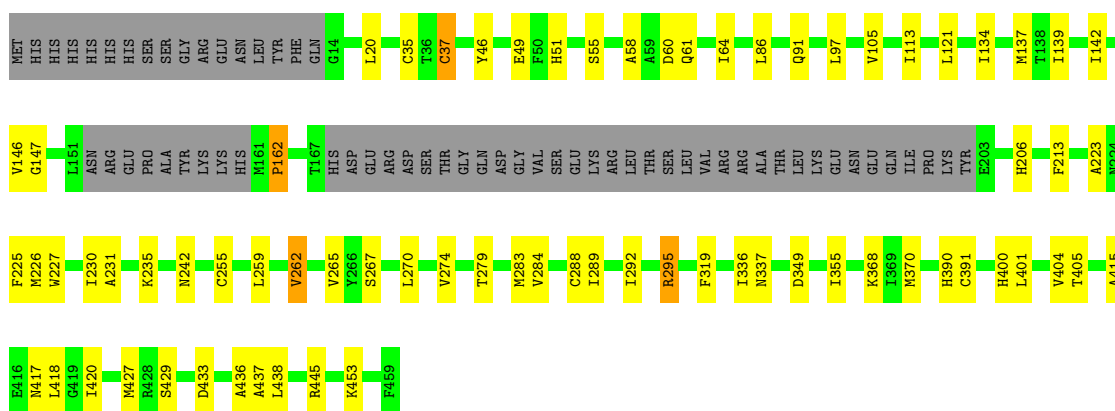 MET HIS HIS HIS HIS HIS HIS SER SER GLY ARG GLU ASN LEU TYR PHE GLN G14 L20 C35 T36 C37 Y46 E49 F50 H51 S55 A58 A59 D60 Q61 I64 L86 Q91 L97 V105 I113 L121 I134 M137 T138 I139 I142
V146 G147 L151 ASN ARG GLU PRO ALA TYR LYS LYS HIS M161 P162 T167 HIS ASP GLU ARG ASP SER THR GLY GLN ASP GLY VAL SER GLU LYS ARG LEU THR SER LEU VAL ARG ARG ALA THR LEU LYS GLU ASN GLU GLN ILE PRO LYS TYR E203 H206 F213 A223 N224
F225 M226 W227 I230 A231 K235 N242 C255 L259 V262 V265 Y266 S267 L270 V274 T279 M283 V284 C288 I289 I292 R295 F319 I336 N337 D349 I355 K368 I369 M370 H390 C391 H400 L401 V404 T405 A415
E416 N417 L418 G419 I420 M427 R428 S429 D433 A436 A437 L438 R445 K453 F459